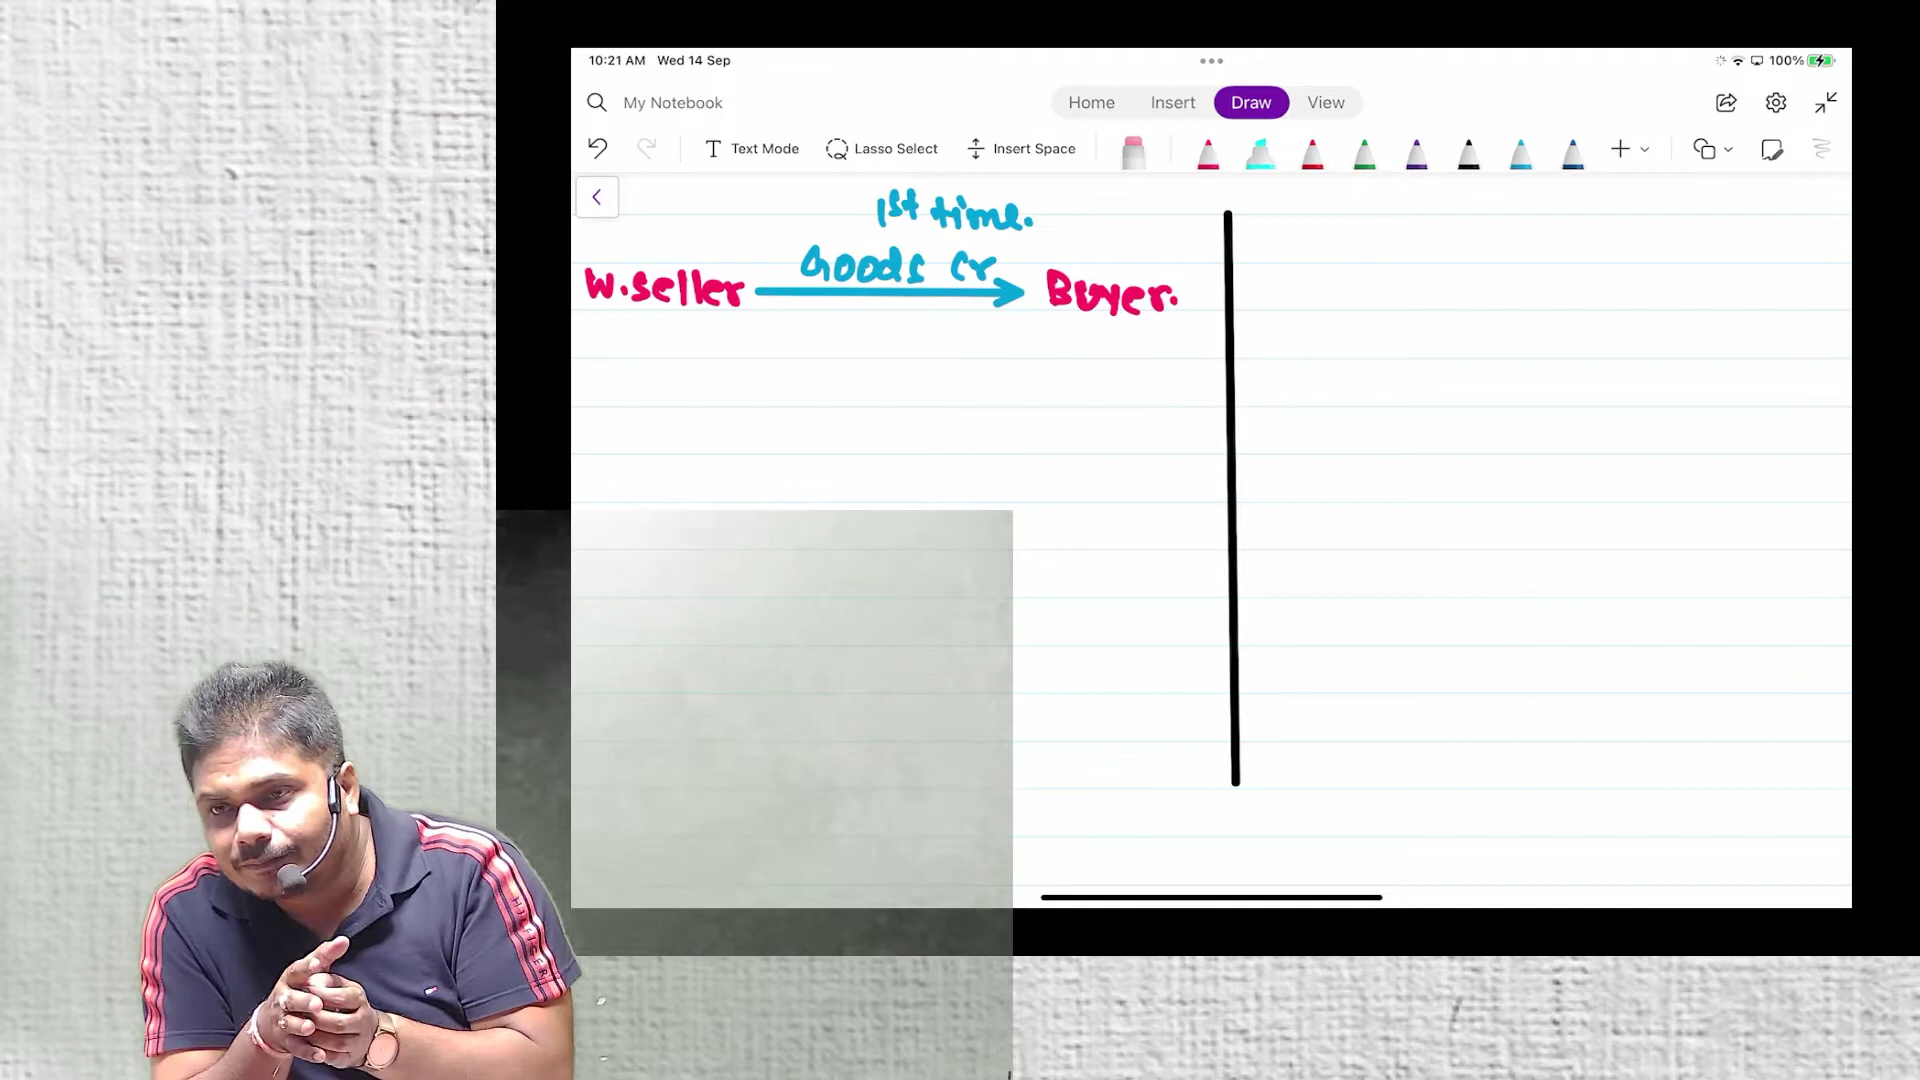 10:21 AM Wed 14 Sep
100%
My Notebook
Home Insert Draw View
Text Mode Lasso Select Insert Space
1st time.
Goods Cr
W.seller Buyer.
HILFIGER